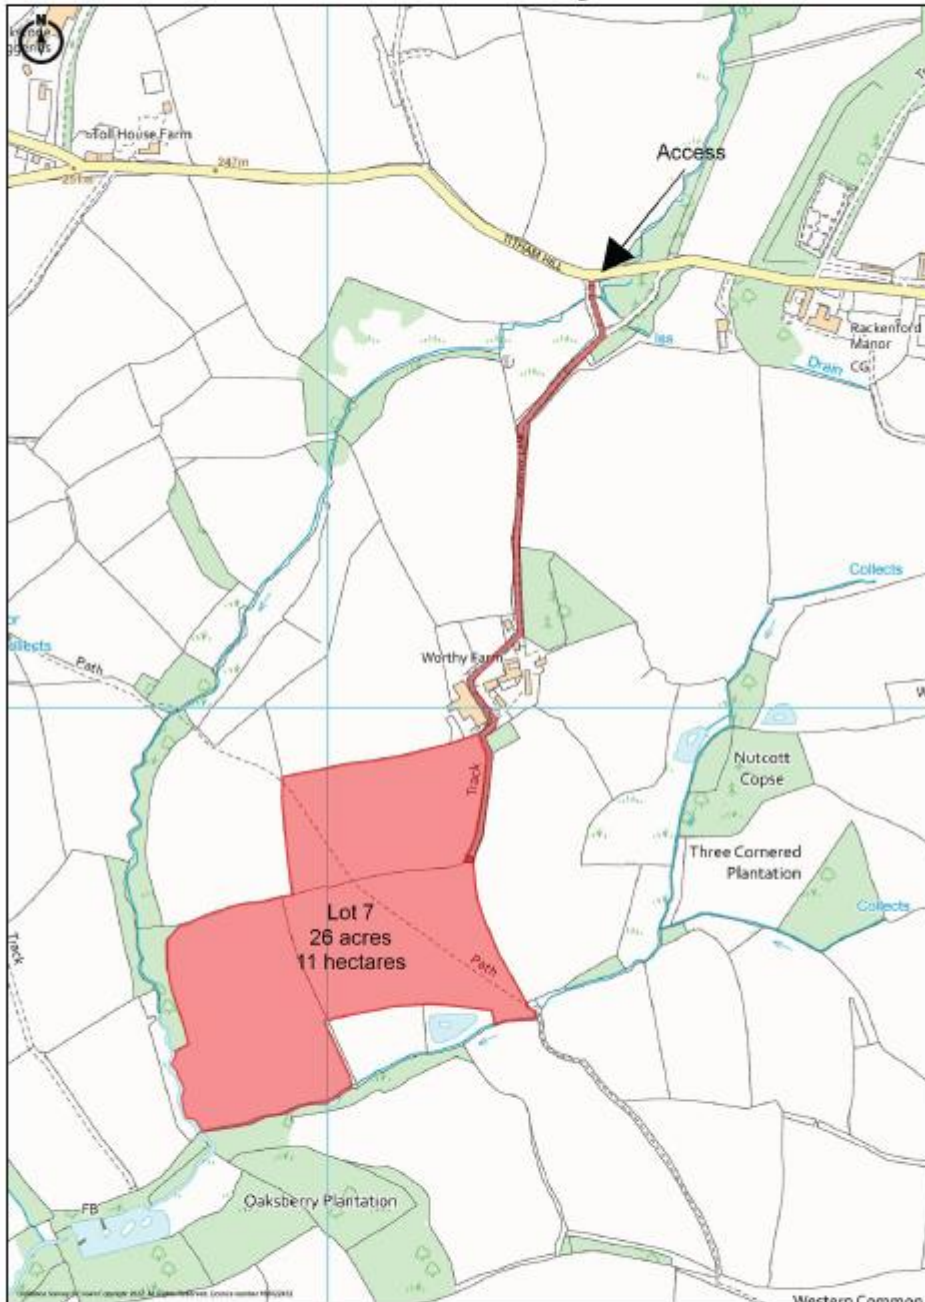 N
Toll House Farm
247m
251m
Access
TITHAM HILL
Iss
Rackenford
Manor
CG
Drain
Collects
Path
Worthy Farm
Nutcott
Copse
Track
Three Cornered
Plantation
Collects
Lot 7
26 acres
11 hectares
Path
Track
Oaksberry Plantation
FB
Western Common